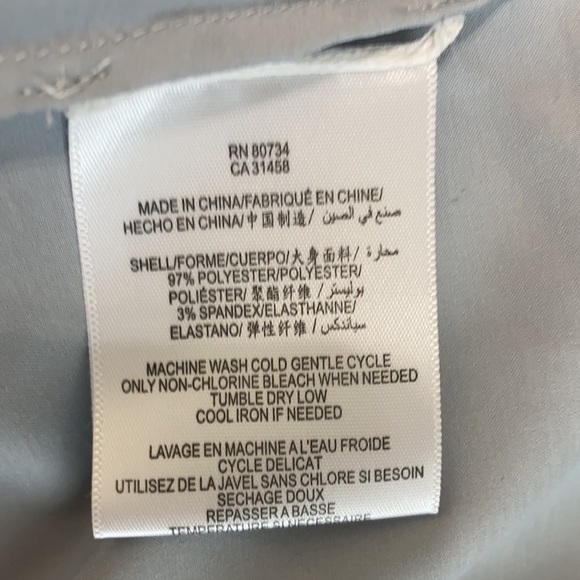 RN 80734
CA 31458
MADE IN CHINA/FABRIQUÉ EN CHINE/
HECHO EN CHINA/中国制造/ صنع في الصين
SHELL/FORME/CUERPO/大身面料/ محارة
97% POLYESTER/POLYESTER/
POLIÉSTER/ 聚酯纤维 / بوليستر
3% SPANDEX/ELASTHANNE/
ELASTANO/ 弹性纤维 / سباندكس
MACHINE WASH COLD GENTLE CYCLE
ONLY NON-CHLORINE BLEACH WHEN NEEDED
TUMBLE DRY LOW
COOL IRON IF NEEDED
LAVAGE EN MACHINE A L'EAU FROIDE
CYCLE DELICAT
UTILISEZ DE LA JAVEL SANS CHLORE SI BESOIN
SECHAGE DOUX
REPASSER A BASSE
TEMPERATURE SI NECESSAIRE